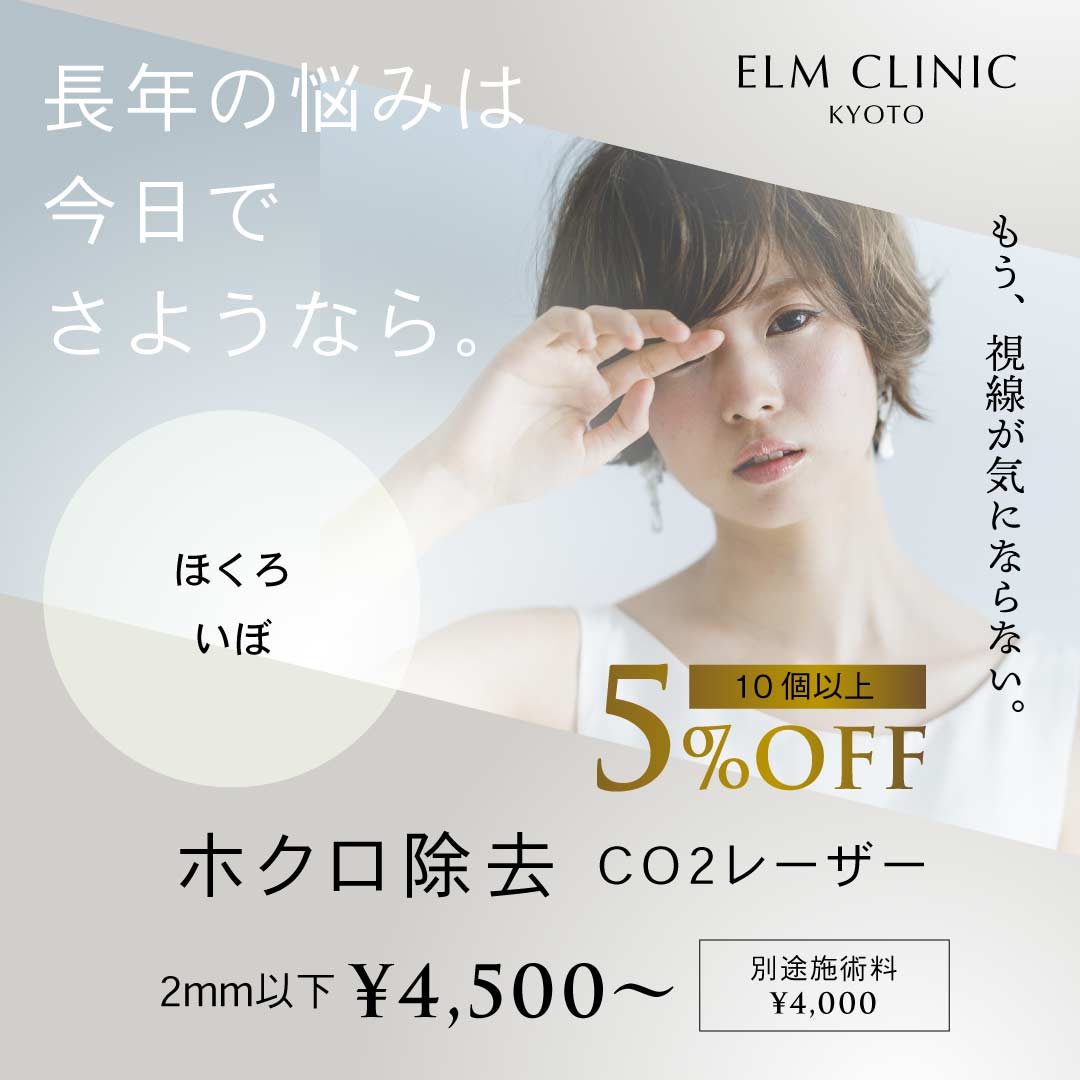 長年の悩みは
今日で
さようなら。
ELM CLINIC
KYOTO
もう、視線が気にならない。
ほくろ
いぼ
10個以上
5%OFF
ホクロ除去 CO2レーザー
2mm以下 ¥4,500〜
別途施術料
¥4,000